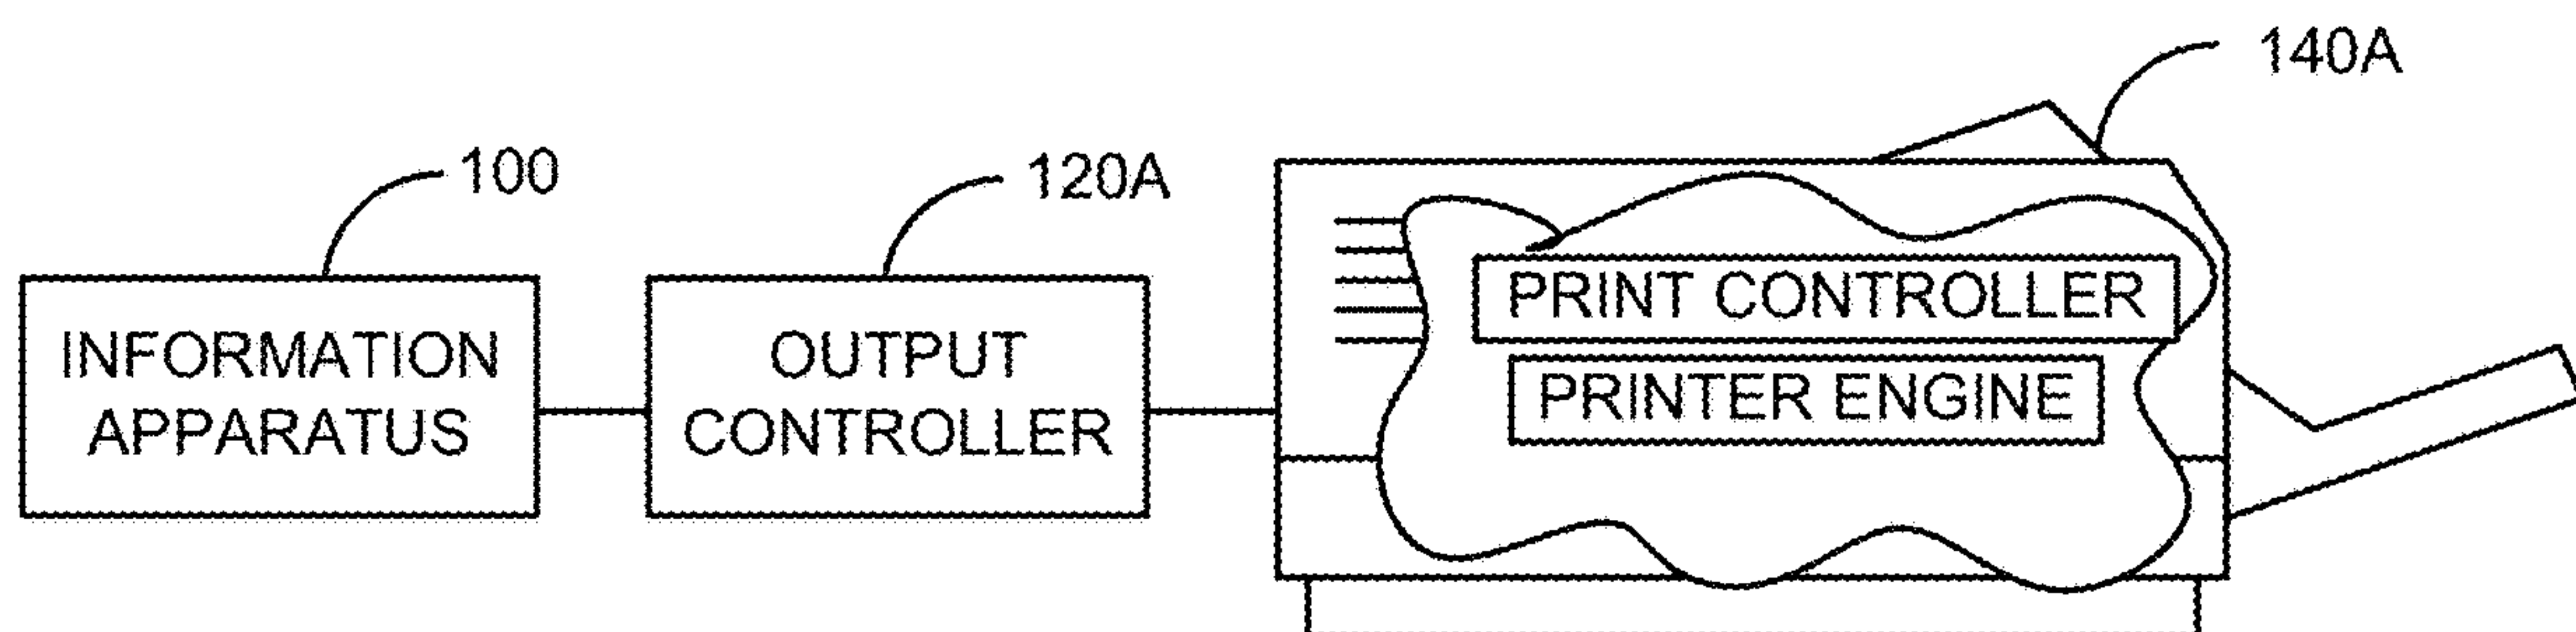 140A
100
120A
INFORMATION
APPARATUS
OUTPUT
CONTROLLER
PRINT CONTROLLER
PRINTER ENGINE